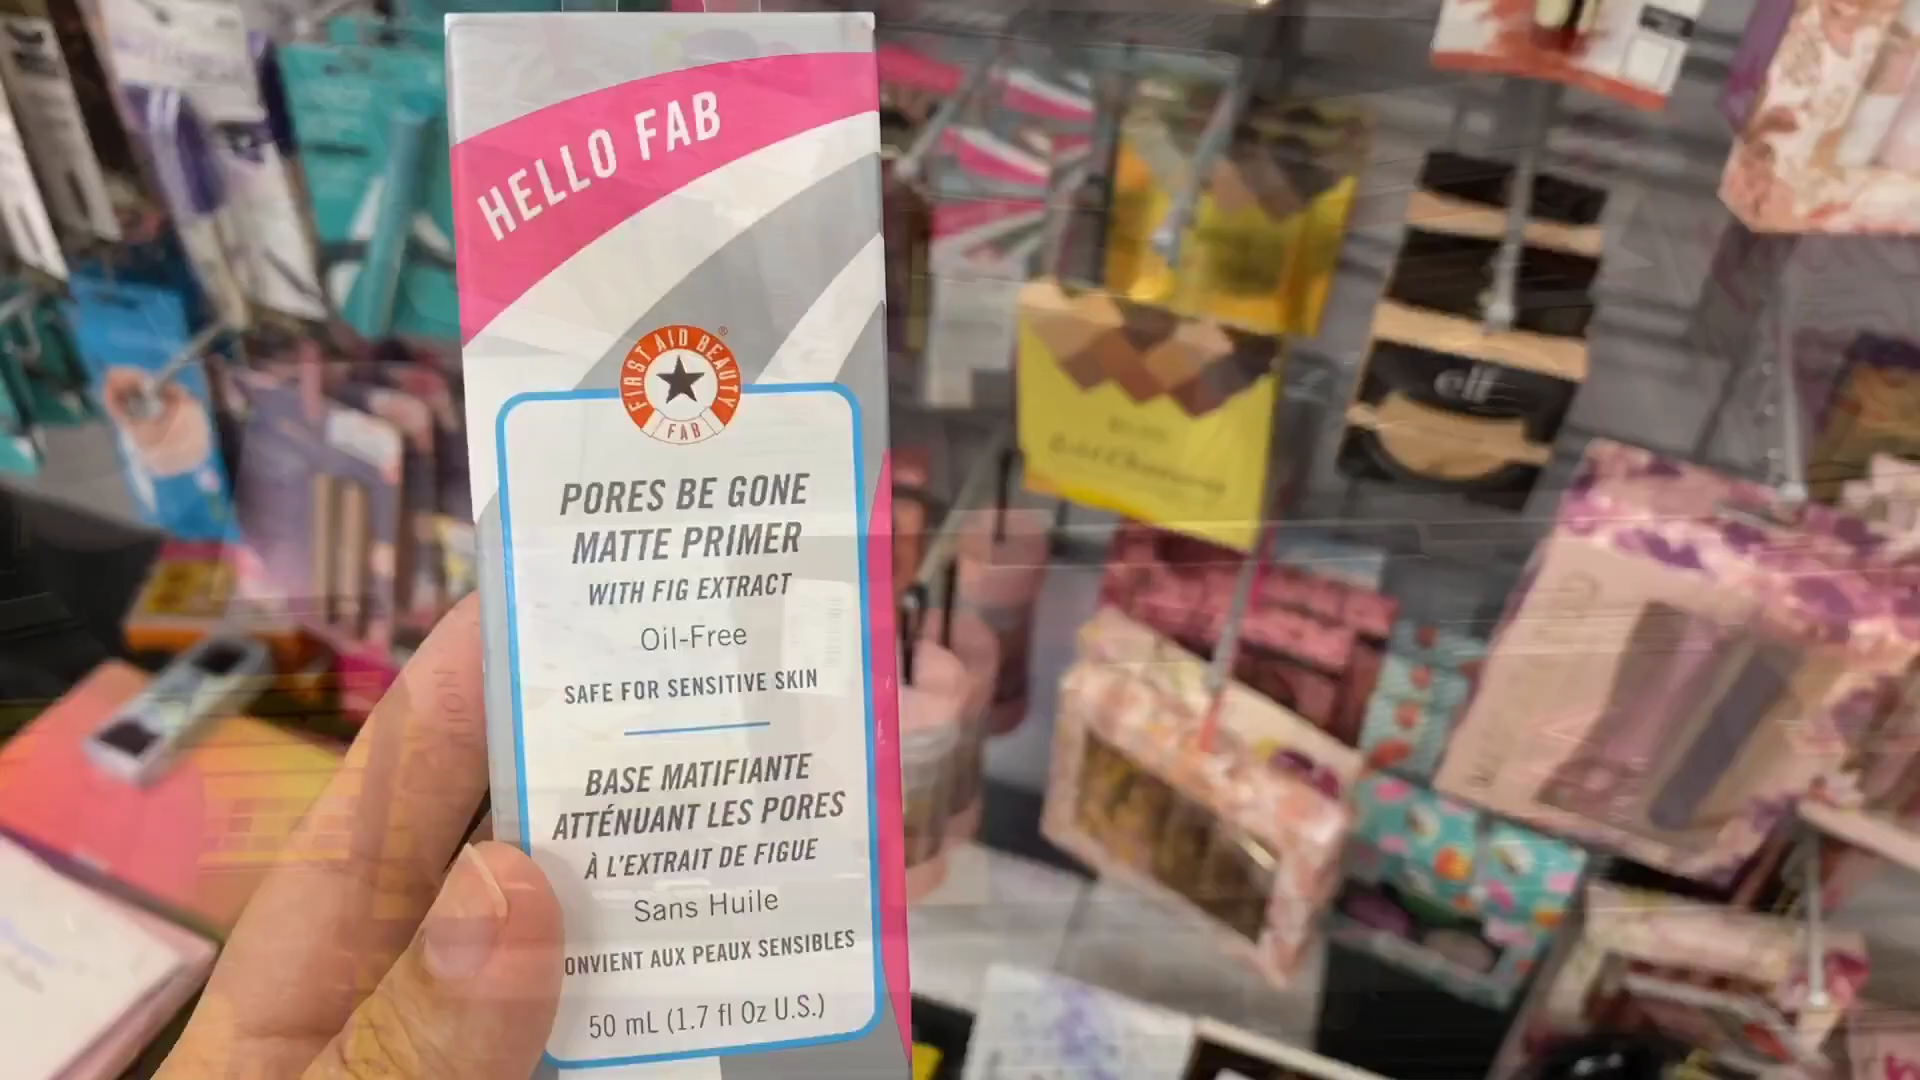 HELLO FAB
FIRST AID BEAUTY
®
FAB
PORES BE GONE
MATTE PRIMER
WITH FIG EXTRACT
Oil-Free
SAFE FOR SENSITIVE SKIN
BASE MATIFIANTE
ATTÉNUANT LES PORES
À L'EXTRAIT DE FIGUE
Sans Huile
ONVIENT AUX PEAUX SENSIBLES
50 mL (1.7 fl Oz U.S.)
elf